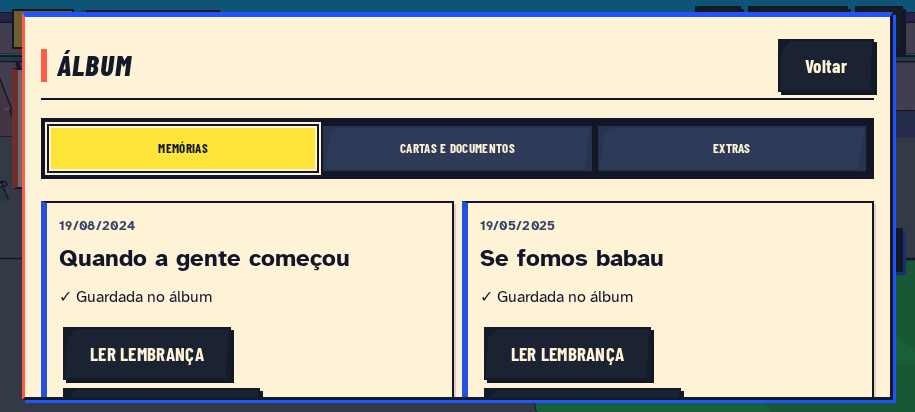 ÁLBUM
Voltar
MEMÓRIAS
CARTAS E DOCUMENTOS
EXTRAS
19/08/2024
Quando a gente começou
✓ Guardada no álbum
LER LEMBRANÇA
19/05/2025
Se fomos babau
✓ Guardada no álbum
LER LEMBRANÇA